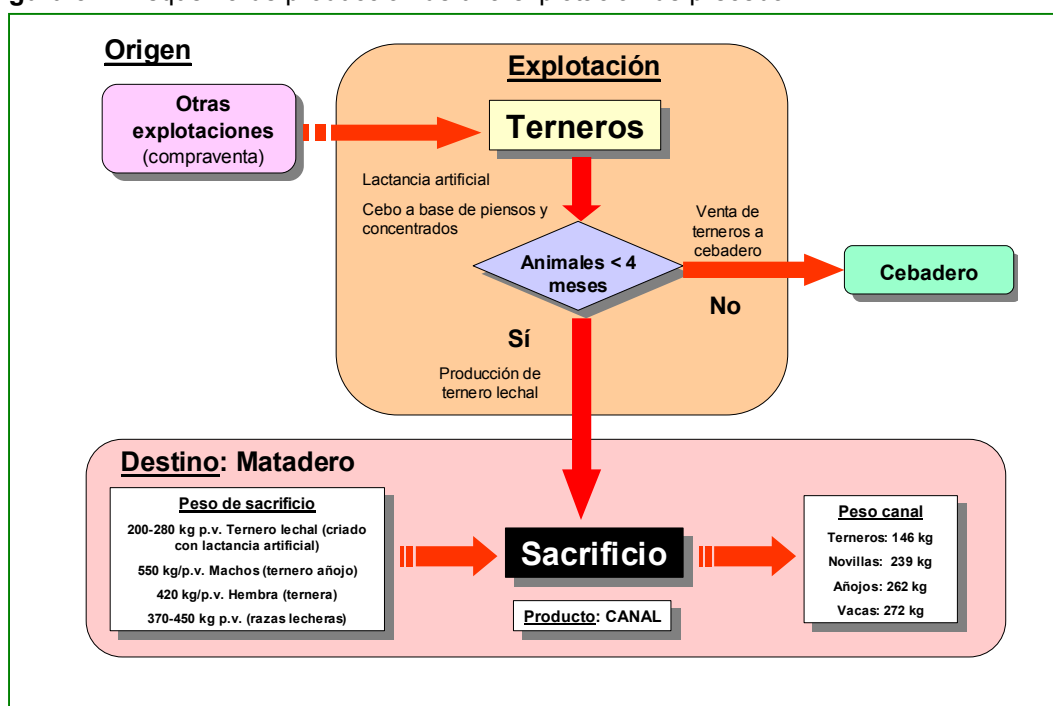 Origen
Otras
explotaciones
(compraventa)
Explotación
Terneros
Lactancia artificial
Cebo a base de piensos y
concentrados
Venta de
terneros a
cebadero
Animales < 4
meses
Cebadero
No
Sí
Producción de
ternero lechal
Destino: Matadero
Peso de sacrificio
200-280 kg p.v. Ternero lechal (criado
con lactancia artificial)
550 kg/p.v. Machos (ternero añojo)
420 kg/p.v. Hembra (ternera)
370-450 kg p.v. (razas lecheras)
Sacrificio
Producto: CANAL
Peso canal
Terneros: 146 kg
Novillas: 239 kg
Añojos: 262 kg
Vacas: 272 kg